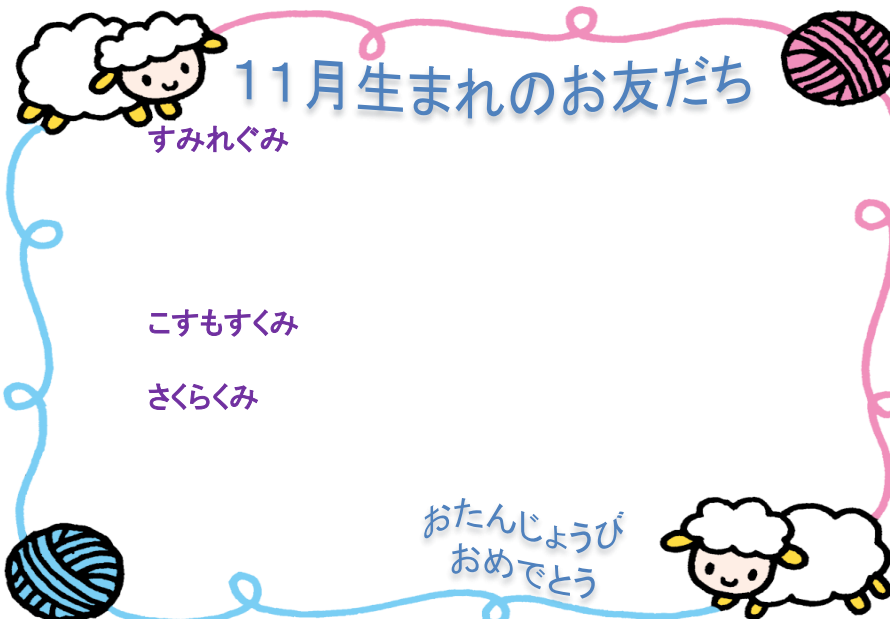 11月生まれのお友だち
すみれぐみ
こすもすくみ
さくらくみ
おたんじょうび
おめでとう